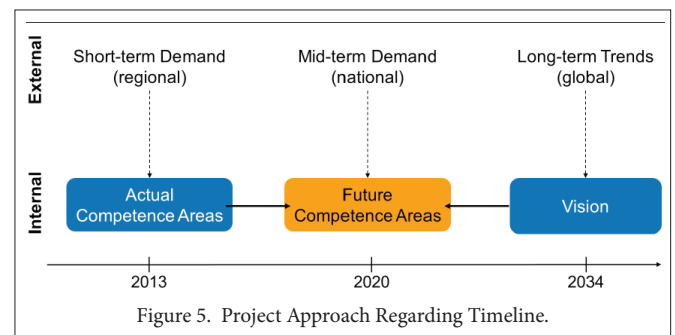 External
Short-term Demand
(regional)
Mid-term Demand
(national)
Long-term Trends
(global)
Internal
Actual
Competence Areas
Future
Competence Areas
Vision
2013
2020
2034
Figure 5. Project Approach Regarding Timeline.